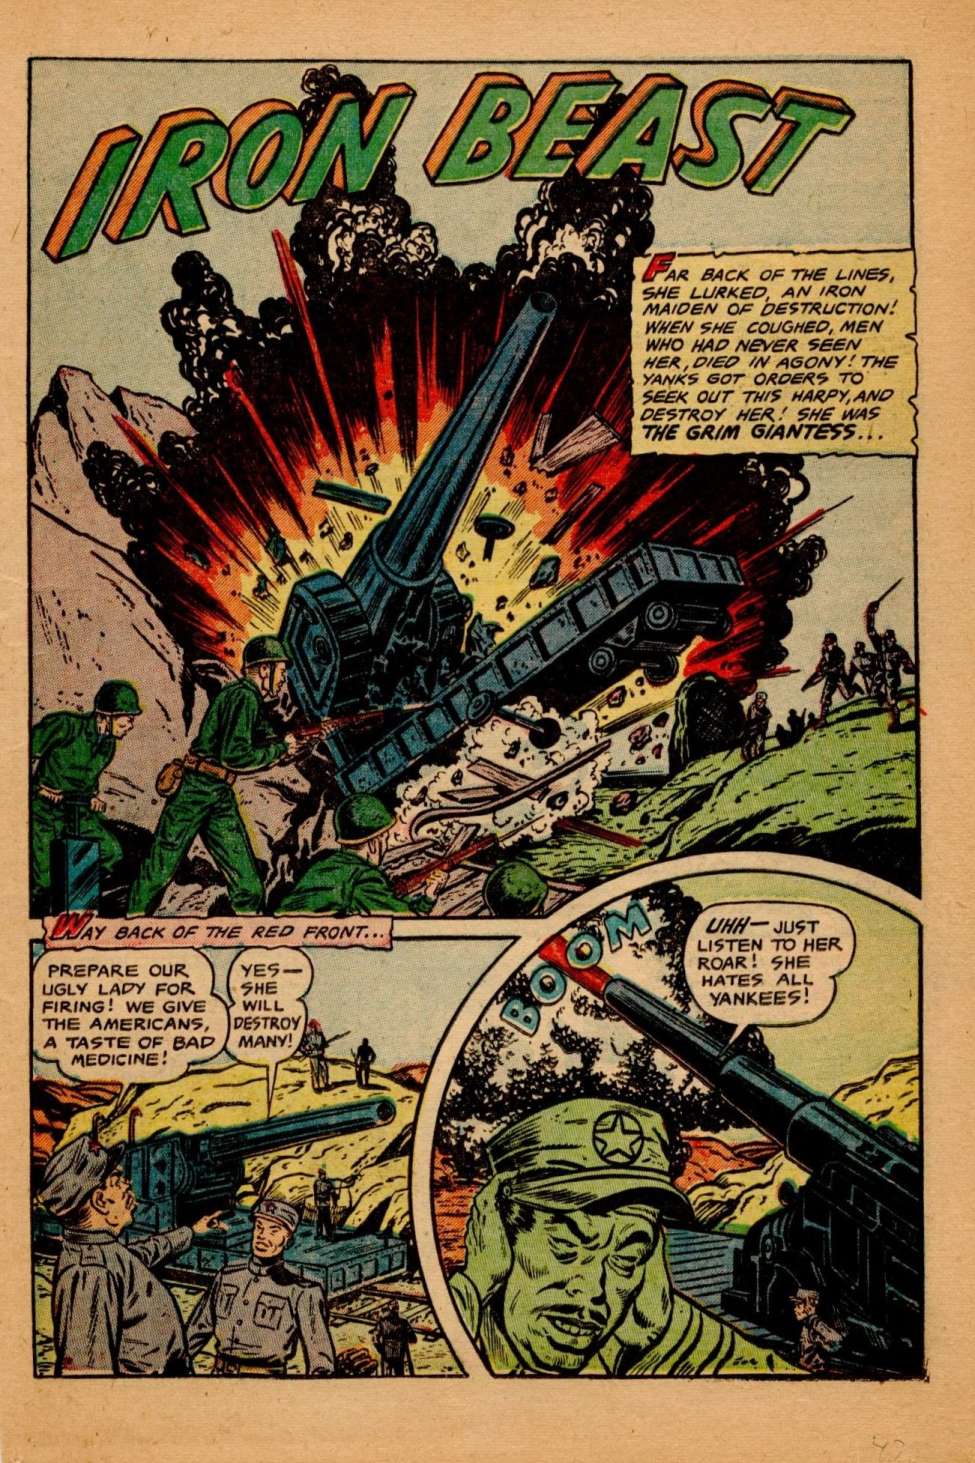 IRON BEAST
FAR BACK OF THE LINES,
SHE LURKED, AN IRON
MAIDEN OF DESTRUCTION!
WHEN SHE COUGHED, MEN
WHO HAD NEVER SEEN
HER, DIED IN AGONY! THE
YANKS GOT ORDERS TO
SEEK OUT THIS HARPY, AND
DESTROY HER! SHE WAS
THE GRIM GIANTESS...
WAY BACK OF THE RED FRONT...
PREPARE OUR
UGLY LADY FOR
FIRING! WE GIVE
THE AMERICANS,
A TASTE OF BAD
MEDICINE!
YES—
SHE
WILL
DESTROY
MANY!
BOOM
UHH— JUST
LISTEN TO HER
ROAR! SHE
HATES ALL
YANKEES!